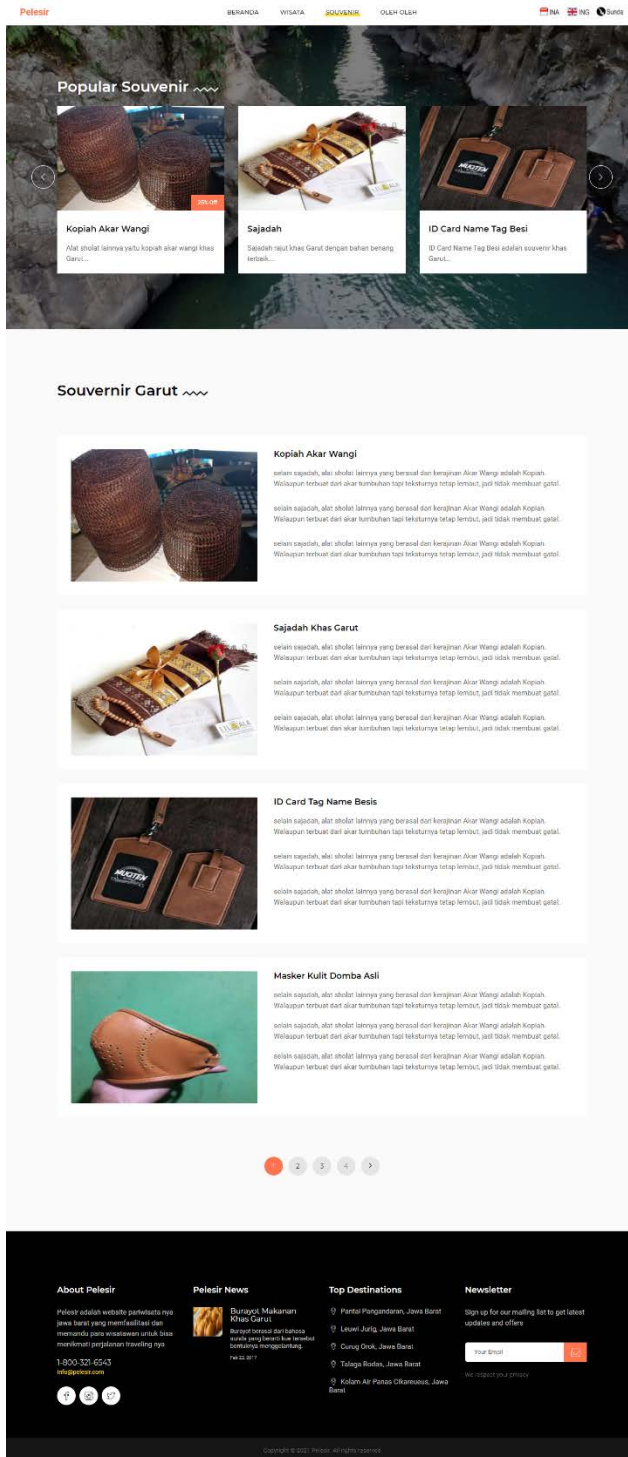 Pelesir
BERANDA WISATA SOUVENIR OLEH OLEH
INA ING Sunda
Popular Souvenir
25% Off
Kopiah Akar Wangi
Alat sholat lainnya yaitu kopiah akar wangi khas
Garut...
Sajadah
Sajadah rajut khas Garut dengan bahan benang
terbaik...
MUQTEN
ID Card Name Tag Besi
ID Card Name Tag Besi adalah souvenir khas
Garut...
Souvernir Garut
Kopiah Akar Wangi
selain sajadah, alat sholat lainnya yang berasal dari kerajinan Akar Wangi adalah Kopiah.
Walaupun terbuat dari akar tumbuhan tapi teksturnya tetap lembut, jadi tidak membuat gatal.
selain sajadah, alat sholat lainnya yang berasal dari kerajinan Akar Wangi adalah Kopiah.
Walaupun terbuat dari akar tumbuhan tapi teksturnya tetap lembut, jadi tidak membuat gatal.
selain sajadah, alat sholat lainnya yang berasal dari kerajinan Akar Wangi adalah Kopiah.
Walaupun terbuat dari akar tumbuhan tapi teksturnya tetap lembut, jadi tidak membuat gatal.
Sajadah Khas Garut
selain sajadah, alat sholat lainnya yang berasal dari kerajinan Akar Wangi adalah Kopiah.
Walaupun terbuat dari akar tumbuhan tapi teksturnya tetap lembut, jadi tidak membuat gatal.
selain sajadah, alat sholat lainnya yang berasal dari kerajinan Akar Wangi adalah Kopiah.
Walaupun terbuat dari akar tumbuhan tapi teksturnya tetap lembut, jadi tidak membuat gatal.
selain sajadah, alat sholat lainnya yang berasal dari kerajinan Akar Wangi adalah Kopiah.
Walaupun terbuat dari akar tumbuhan tapi teksturnya tetap lembut, jadi tidak membuat gatal.
MUQTEN
ID Card Tag Name Besis
selain sajadah, alat sholat lainnya yang berasal dari kerajinan Akar Wangi adalah Kopiah.
Walaupun terbuat dari akar tumbuhan tapi teksturnya tetap lembut, jadi tidak membuat gatal.
selain sajadah, alat sholat lainnya yang berasal dari kerajinan Akar Wangi adalah Kopiah.
Walaupun terbuat dari akar tumbuhan tapi teksturnya tetap lembut, jadi tidak membuat gatal.
selain sajadah, alat sholat lainnya yang berasal dari kerajinan Akar Wangi adalah Kopiah.
Walaupun terbuat dari akar tumbuhan tapi teksturnya tetap lembut, jadi tidak membuat gatal.
Masker Kulit Domba Asli
selain sajadah, alat sholat lainnya yang berasal dari kerajinan Akar Wangi adalah Kopiah.
Walaupun terbuat dari akar tumbuhan tapi teksturnya tetap lembut, jadi tidak membuat gatal.
selain sajadah, alat sholat lainnya yang berasal dari kerajinan Akar Wangi adalah Kopiah.
Walaupun terbuat dari akar tumbuhan tapi teksturnya tetap lembut, jadi tidak membuat gatal.
selain sajadah, alat sholat lainnya yang berasal dari kerajinan Akar Wangi adalah Kopiah.
Walaupun terbuat dari akar tumbuhan tapi teksturnya tetap lembut, jadi tidak membuat gatal.
1 2 3 4 >
About Pelesir
Pelesir adalah website pariwisata nya
jawa barat yang memfasilitasi dan
memandu para wisatawan untuk bisa
menikmati perjalanan traveling nya
1-800-321-6543
info@pelesir.com
Pelesir News
Burayot Makanan
Khas Garut
Burayot berasal dari bahasa
sunda yang berarti kue tersebut
bentuknya menggelantung.
Feb 22, 2017
Top Destinations
Pantai Pangandaran, Jawa Barat
Leuwi Jurig, Jawa Barat
Curug Orok, Jawa Barat
Talaga Bodas, Jawa Barat
Kolam Air Panas Cikareueus, Jawa
Barat
Newsletter
Sign up for our mailing list to get latest
updates and offers
Your Email
We respect your privacy
Copyright © 2021 Pelesir. All rights reserved